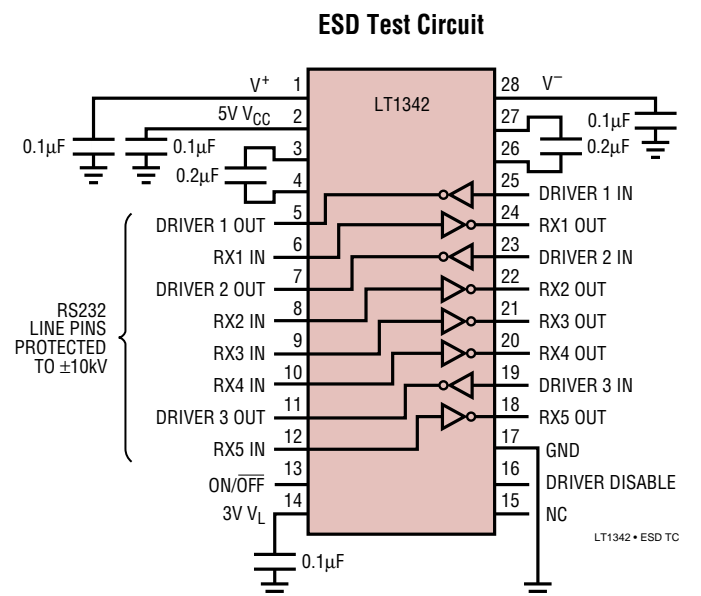 ESD Test Circuit
V+ 1
5V VCC 2
3
4
0.1µF
0.1µF
0.2µF
DRIVER 1 OUT 5
RX1 IN 6
DRIVER 2 OUT 7
RX2 IN 8
RX3 IN 9
RX4 IN 10
DRIVER 3 OUT 11
RX5 IN 12
ON/OFF 13
3V VL 14
0.1µF
RS232
LINE PINS
PROTECTED
TO ±10kV
LT1342
28 V−
27
26
0.1µF
0.2µF
25 DRIVER 1 IN
24 RX1 OUT
23 DRIVER 2 IN
22 RX2 OUT
21 RX3 OUT
20 RX4 OUT
19 DRIVER 3 IN
18 RX5 OUT
17 GND
16 DRIVER DISABLE
15 NC
LT1342 • ESD TC